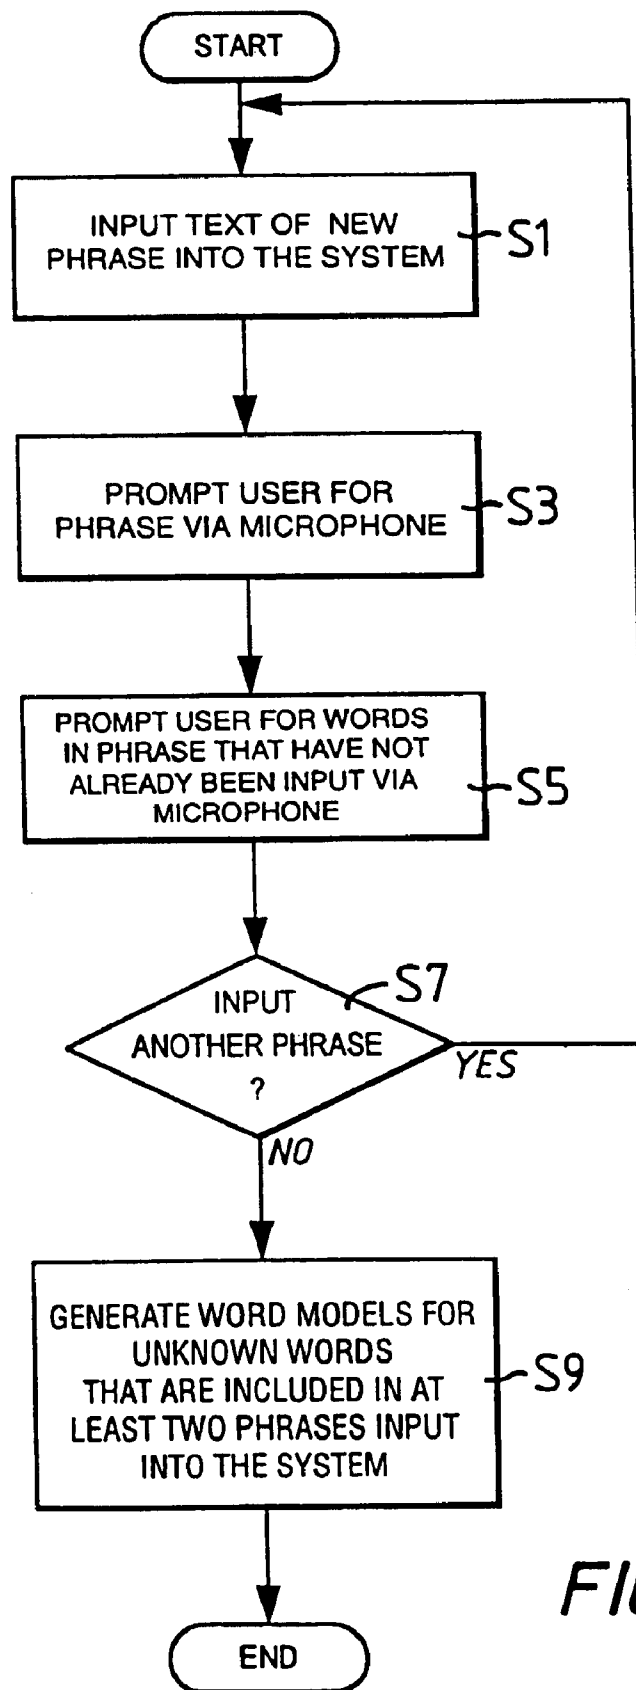 START
INPUT TEXT OF NEW
PHRASE INTO THE SYSTEM
S1
PROMPT USER FOR
PHRASE VIA MICROPHONE
S3
PROMPT USER FOR WORDS
IN PHRASE THAT HAVE NOT
ALREADY BEEN INPUT VIA
MICROPHONE
S5
S7
INPUT
ANOTHER PHRASE
?
YES
NO
GENERATE WORD MODELS FOR
UNKNOWN WORDS
THAT ARE INCLUDED IN AT
LEAST TWO PHRASES INPUT
INTO THE SYSTEM
S9
END